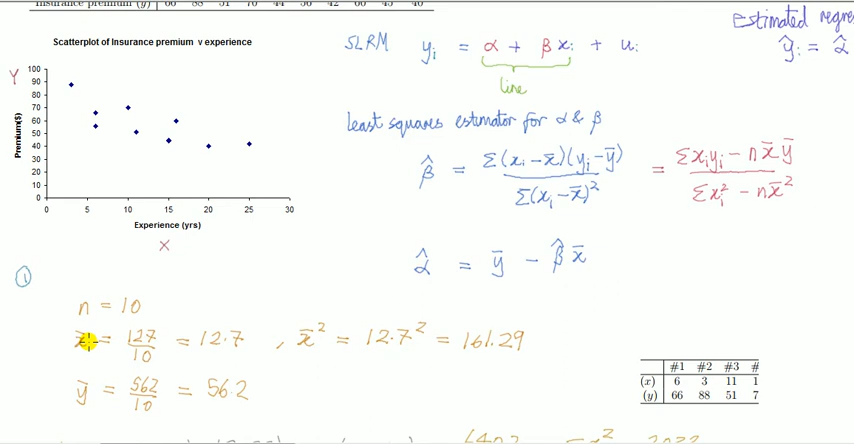 Insurance premium (y) 66 88 51 70 44 56 42 60 45 40
estimated regre
Scatterplot of Insurance premium v experience
SLRM yᵢ = α + βxᵢ + uᵢ
ŷᵢ = α̂
line
Y
100
90
80
70
60
50
40
30
20
10
0
Premium($)
0 5 10 15 20 25 30
Experience (yrs)
X
least squares estimator for α & β
β̂ = Σ(xᵢ-x̄)(yᵢ-ȳ) / Σ(xᵢ-x̄)² = Σxᵢyᵢ - nx̄ȳ / Σxᵢ² - nx̄²
α̂ = ȳ - β̂x̄
①
n = 10
x̄ = 127/10 = 12.7 , x̄² = 12.7² = 161.29
ȳ = 562/10 = 56.2
#1 #2 #3 #
(x) 6 3 11 1
(y) 66 88 51 7